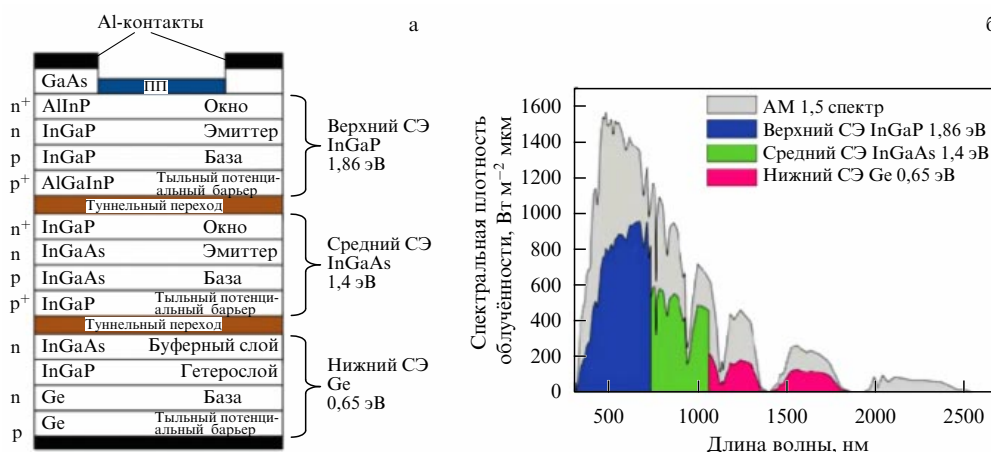 Al-контакты
а
GaAs
ПП
n+ AlInP Окно
n InGaP Эмиттер
p InGaP База
p+ AlGaInP Тыльный потенци-
альный барьер
Туннельный переход
n+ InGaP Окно
n InGaAs Эмиттер
p InGaAs База
p+ InGaP Тыльный потенци-
альный барьер
Туннельный переход
n InGaAs Буферный слой
InGaP Гетерослой
n Ge База
p Ge Тыльный потенци-
альный барьер
Верхний СЭ
InGaP
1,86 эВ
Средний СЭ
InGaAs
1,4 эВ
Нижний СЭ
Ge
0,65 эВ
б
Спектральная плотность
облучённости, Вт м−2 мкм
1600
1400
1200
1000
800
600
400
200
0
AM 1,5 спектр
Верхний СЭ InGaP 1,86 эВ
Средний СЭ InGaAs 1,4 эВ
Нижний СЭ Ge 0,65 эВ
500 1000 1500 2000 2500
Длина волны, нм